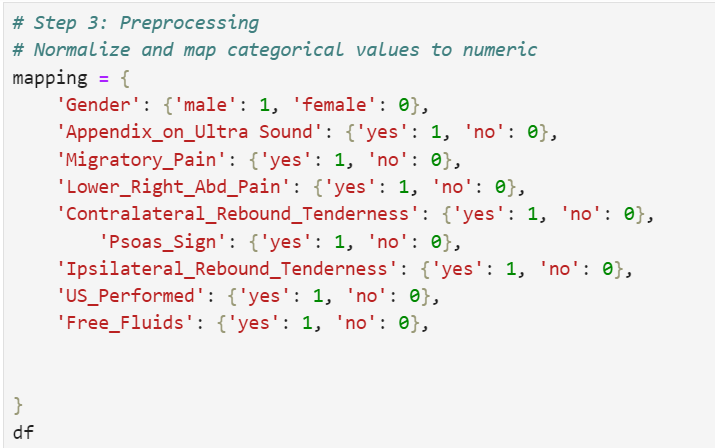 # Step 3: Preprocessing
# Normalize and map categorical values to numeric
mapping = {
    'Gender': {'male': 1, 'female': 0},
    'Appendix_on_Ultra Sound': {'yes': 1, 'no': 0},
    'Migratory_Pain': {'yes': 1, 'no': 0},
    'Lower_Right_Abd_Pain': {'yes': 1, 'no': 0},
    'Contralateral_Rebound_Tenderness': {'yes': 1, 'no': 0},
        'Psoas_Sign': {'yes': 1, 'no': 0},
    'Ipsilateral_Rebound_Tenderness': {'yes': 1, 'no': 0},
    'US_Performed': {'yes': 1, 'no': 0},
    'Free_Fluids': {'yes': 1, 'no': 0},
}
df